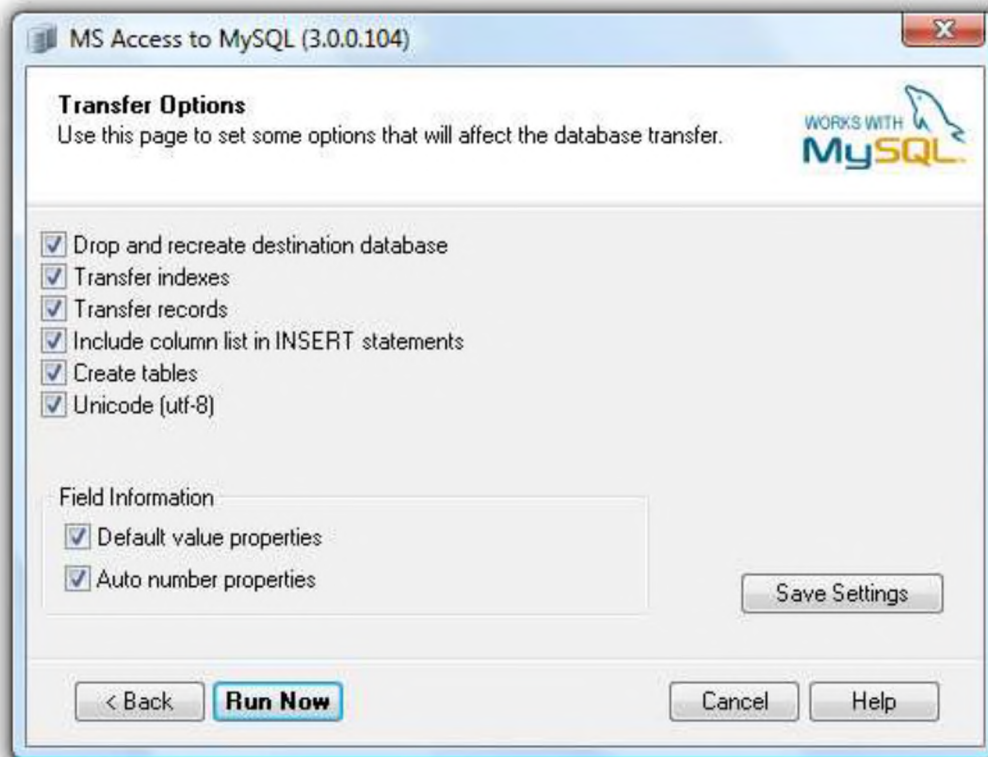 MS Access to MySQL (3.0.0.104)
Transfer Options
Use this page to set some options that will affect the database transfer.
WORKS WITH
MySQL
Drop and recreate destination database
Transfer indexes
Transfer records
Include column list in INSERT statements
Create tables
Unicode (utf-8)
Field Information
Default value properties
Auto number properties
Save Settings
< Back
Run Now
Cancel
Help